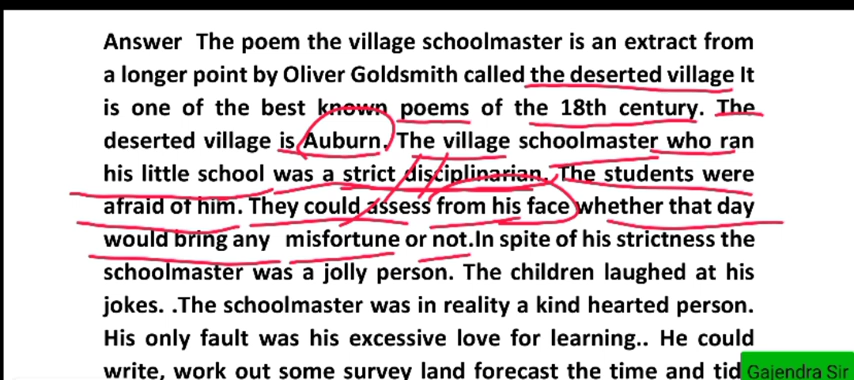 Answer The poem the village schoolmaster is an extract from
a longer point by Oliver Goldsmith called the deserted village It
is one of the best known poems of the 18th century. The
deserted village is Auburn. The village schoolmaster who ran
his little school was a strict disciplinarian. The students were
afraid of him. They could assess from his face whether that day
would bring any misfortune or not.In spite of his strictness the
schoolmaster was a jolly person. The children laughed at his
jokes. .The schoolmaster was in reality a kind hearted person.
His only fault was his excessive love for learning.. He could
write, work out some survey land forecast the time and tid
Gajendra Sir